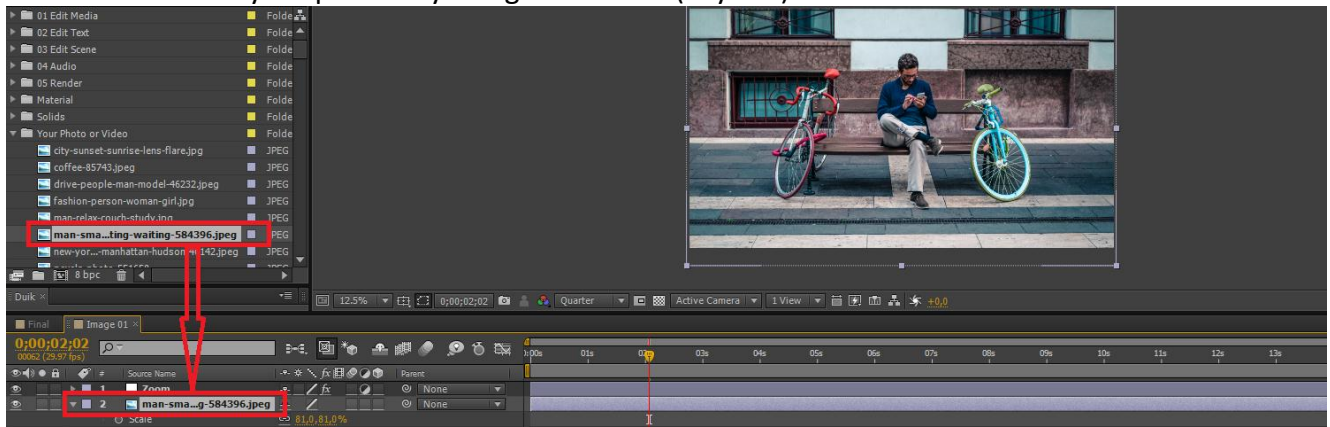 01 Edit Media Folde
02 Edit Text Folde
03 Edit Scene Folde
04 Audio Folde
05 Render Folde
Material Folde
Solids Folde
Your Photo or Video Folde
city-sunset-sunrise-lens-flare.jpg JPEG
coffee-85743.jpeg JPEG
drive-people-man-model-46232.jpeg JPEG
fashion-person-woman-girl.jpg JPEG
man-relax-couch-study.jpg JPEG
man-sma...ting-waiting-584396.jpeg JPEG
JPEG
8 bpc
Duik
12.5% 0;00;02;02 Quarter Active Camera 1 View +0,0
Final Image 01
0;00;02;02
00062 (29.97 fps)
0:00s 01s 02s 03s 04s 05s 06s 07s 08s 09s 10s 11s 12s 13s
# Source Name fx Parent
1 Zoom fx None
2 man-sma...g-584396.jpeg None
Scale 81,0,81,0%